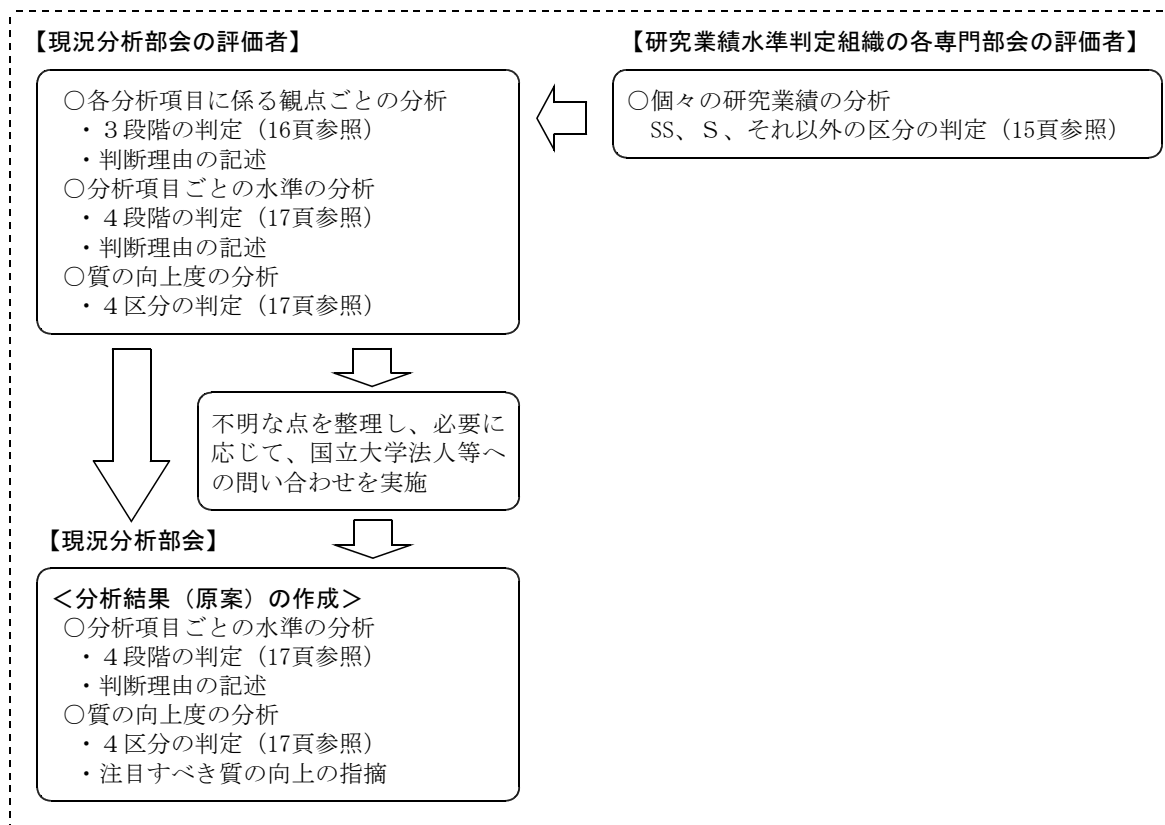 【現況分析部会の評価者】
○各分析項目に係る観点ごとの分析
・３段階の判定（16頁参照）
・判断理由の記述
○分析項目ごとの水準の分析
・４段階の判定（17頁参照）
・判断理由の記述
○質の向上度の分析
・４区分の判定（17頁参照）
【研究業績水準判定組織の各専門部会の評価者】
○個々の研究業績の分析
SS、Ｓ、それ以外の区分の判定（15頁参照）
不明な点を整理し、必要に
応じて、国立大学法人等へ
の問い合わせを実施
【現況分析部会】
＜分析結果（原案）の作成＞
○分析項目ごとの水準の分析
・４段階の判定（17頁参照）
・判断理由の記述
○質の向上度の分析
・４区分の判定（17頁参照）
・注目すべき質の向上の指摘